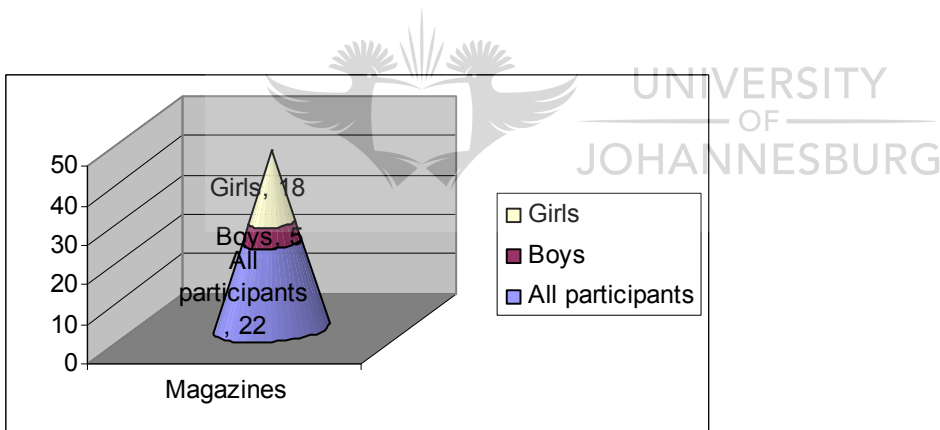 UNIVERSITY
OF
JOHANNESBURG
50
40
30
20
10
0
Girls, 18
Boys, 5
All
participants
, 22
Magazines
Girls
Boys
All participants